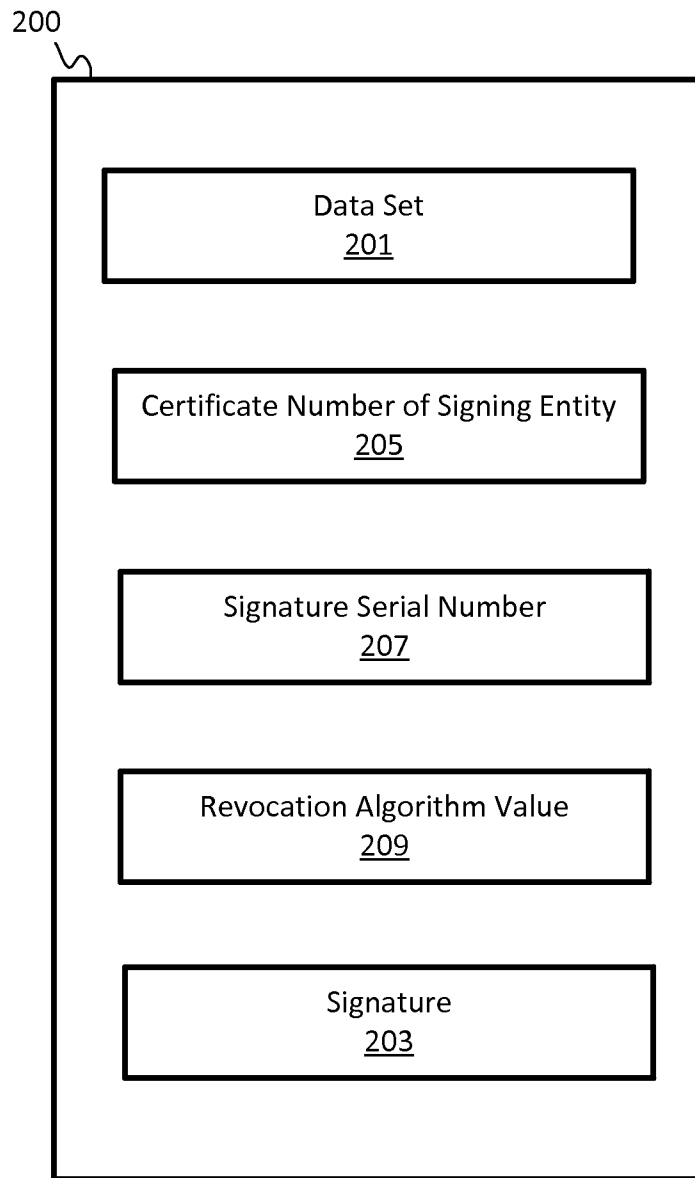 200
Data Set
201
Certificate Number of Signing Entity
205
Signature Serial Number
207
Revocation Algorithm Value
209
Signature
203